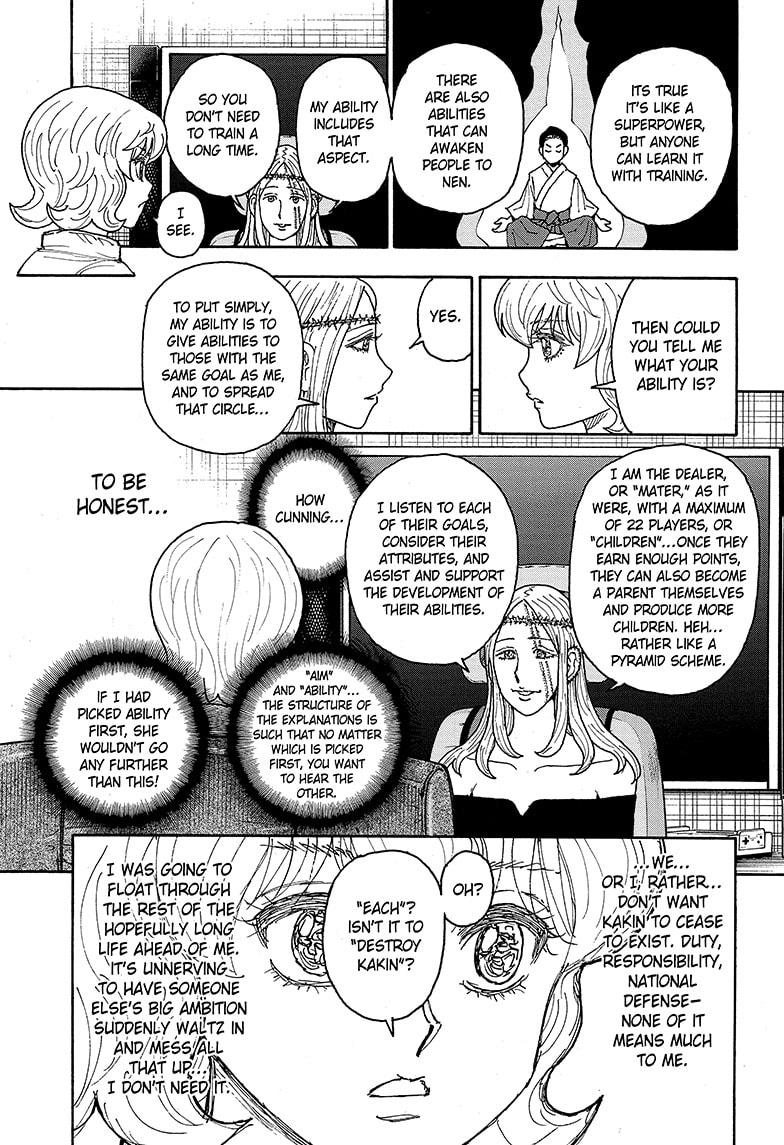 ITS TRUE
IT'S LIKE A
SUPERPOWER,
BUT ANYONE
CAN LEARN IT
WITH TRAINING.
THERE
ARE ALSO
ABILITIES
THAT CAN
AWAKEN
PEOPLE TO
NEN.
MY ABILITY
INCLUDES
THAT
ASPECT.
SO YOU
DON'T NEED
TO TRAIN A
LONG TIME.
I
SEE.
THEN COULD
YOU TELL ME
WHAT YOUR
ABILITY IS?
YES.
TO PUT SIMPLY,
MY ABILITY IS TO
GIVE ABILITIES TO
THOSE WITH THE
SAME GOAL AS ME,
AND TO SPREAD
THAT CIRCLE...
I AM THE DEALER,
OR "MATER," AS IT
WERE, WITH A MAXIMUM
OF 22 PLAYERS, OR
"CHILDREN"...ONCE THEY
EARN ENOUGH POINTS,
THEY CAN ALSO BECOME
A PARENT THEMSELVES
AND PRODUCE MORE
CHILDREN. HEH...
RATHER LIKE A
PYRAMID SCHEME.
I LISTEN TO EACH
OF THEIR GOALS,
CONSIDER THEIR
ATTRIBUTES, AND
ASSIST AND SUPPORT
THE DEVELOPMENT OF
THEIR ABILITIES.
HOW
CUNNING...
TO BE
HONEST...
"AIM"
AND "ABILITY"...
THE STRUCTURE OF
THE EXPLANATIONS IS
SUCH THAT NO MATTER
WHICH IS PICKED
FIRST, YOU WANT
TO HEAR THE
OTHER.
IF I HAD
PICKED ABILITY
FIRST, SHE
WOULDN'T GO
ANY FURTHER
THAN THIS!
...WE...
OR I, RATHER...
DON'T WANT
KAKIN TO CEASE
TO EXIST. DUTY,
RESPONSIBILITY,
NATIONAL
DEFENSE–
NONE OF IT
MEANS MUCH
TO ME.
OH?
"EACH"?
ISN'T IT TO
"DESTROY
KAKIN"?
I WAS GOING TO
FLOAT THROUGH
THE REST OF THE
HOPEFULLY LONG
LIFE AHEAD OF ME.
IT'S UNNERVING
TO HAVE SOMEONE
ELSE'S BIG AMBITION
SUDDENLY WALTZ IN
AND MESS ALL
THAT UP...
I DON'T NEED IT.